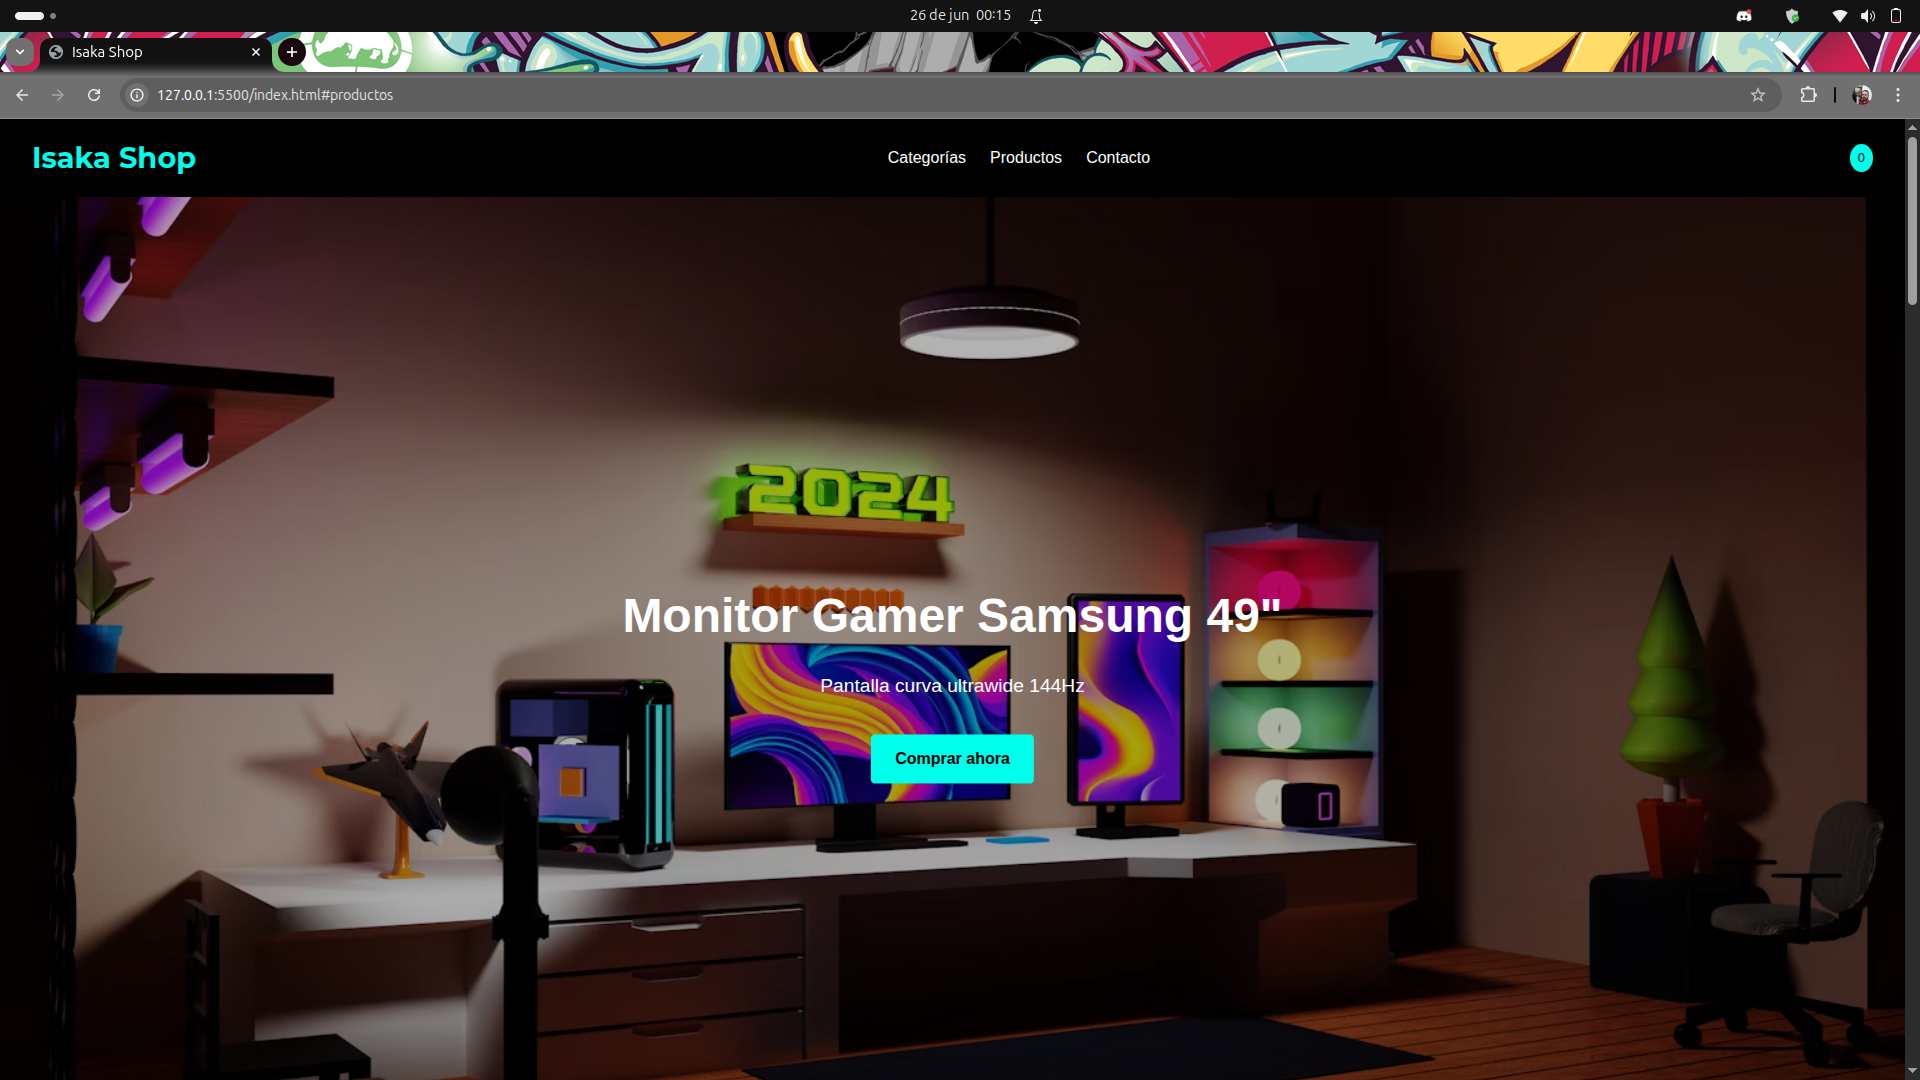 26 de jun 00:15
Isaka Shop
127.0.0.1:5500/index.html#productos
Isaka Shop
Categorías
Productos
Contacto
0
2024
Monitor Gamer Samsung 49"
Pantalla curva ultrawide 144Hz
Comprar ahora